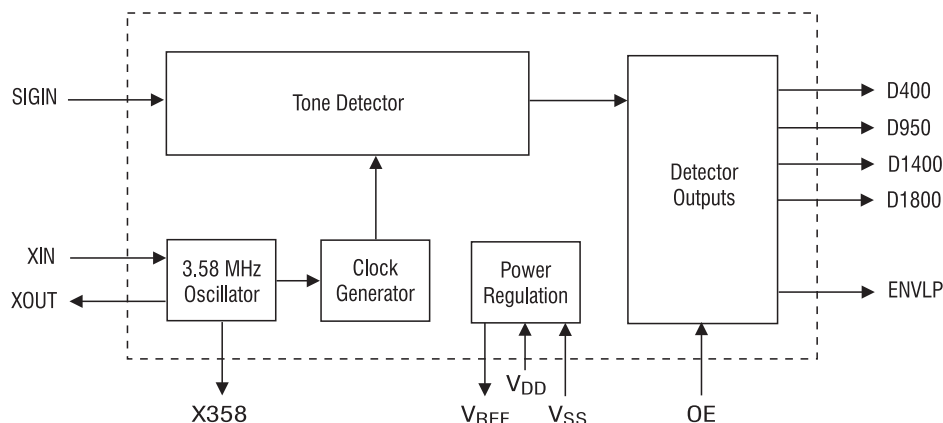 SIGIN
Tone Detector
D400
D950
D1400
D1800
Detector
Outputs
XIN
XOUT
3.58 MHz
Oscillator
Clock
Generator
Power
Regulation
ENVLP
X358
VREF
VDD
VSS
OE